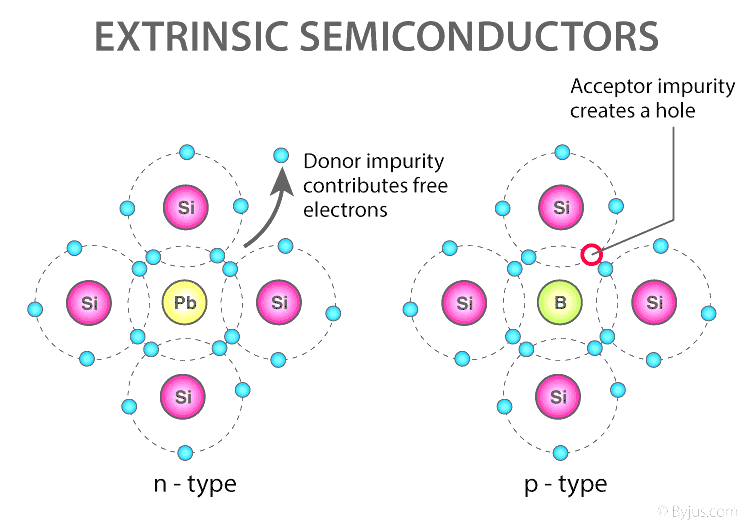 EXTRINSIC SEMICONDUCTORS
Acceptor impurity
creates a hole
Donor impurity
contributes free
electrons
Si
Si
Pb
Si
Si
Si
Si
B
Si
Si
n - type
p - type
© Byjus.com